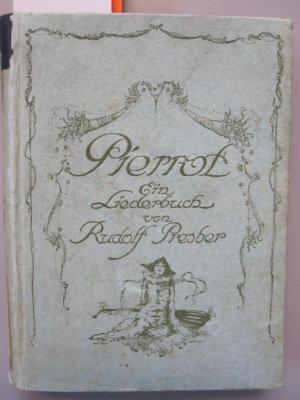 Pierrot
Ein
Liederbuch
von
Rudolf Presber